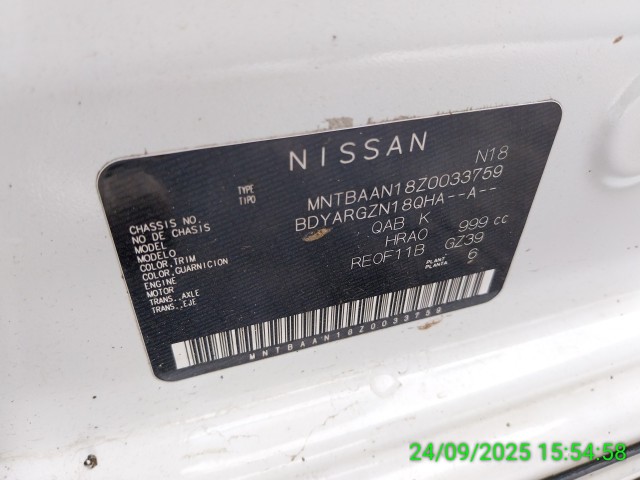 NISSAN
TYPE
TIPO
N18
CHASSIS NO.
NO DE CHASSIS
MNTBAAN18Z0033759
MODEL
MODELO
BDYARGZN18QHA--A--
COLOR,TRIM
COLOR,GUARNICION
QAB K
ENGINE
MOTOR
HRA0 999 cc
TRANS.,AXLE
TRANS.,EJE
RE0F11B GZ39
PLANT
PLANTA
6
MNTBAAN18Z0033759
24/09/2025 15:54:58